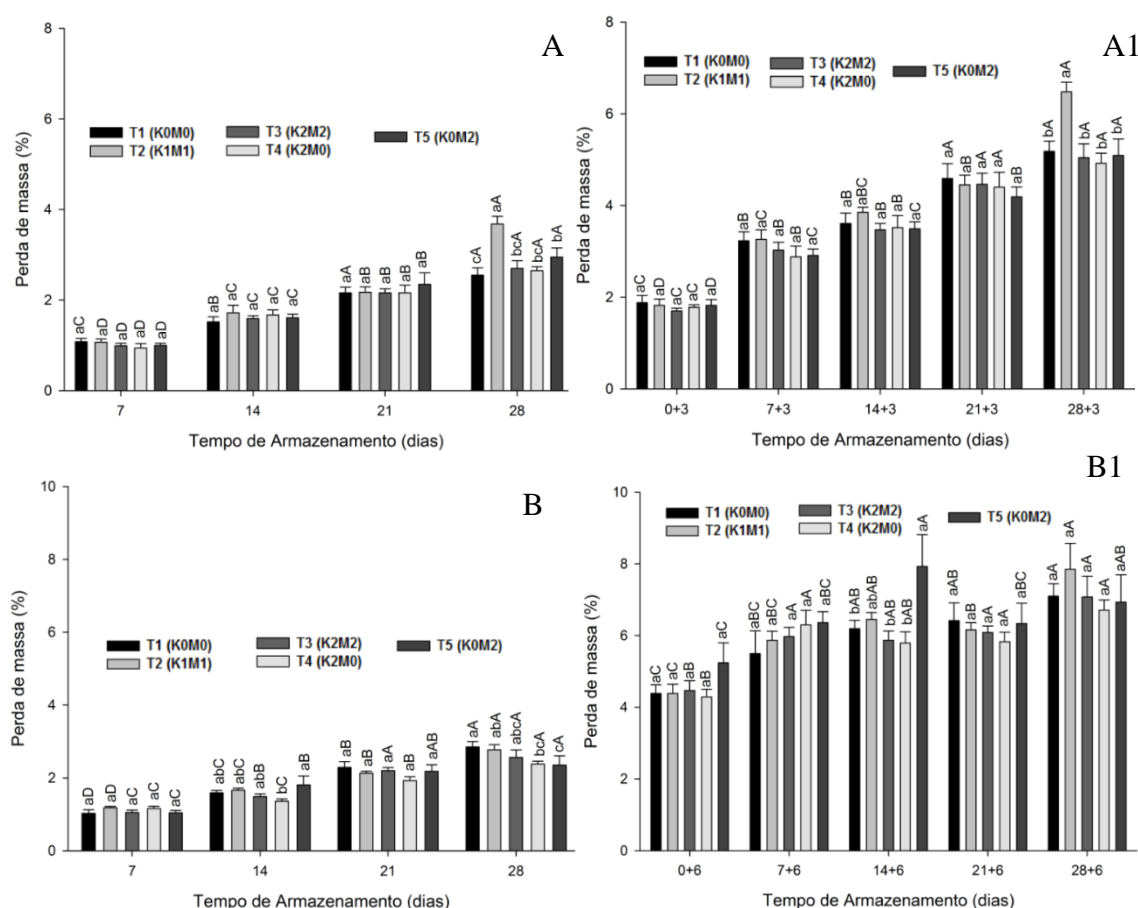 A
8
6
4
2
0
Perda de massa (%)
T1 (K0M0)
T2 (K1M1)
T3 (K2M2)
T4 (K2M0)
T5 (K0M2)
aC aD aD aD aD
aB aC aC aC aC
aA aB aB aB aB
cA aA bcA bcA bA
7 14 21 28
Tempo de Armazenamento (dias)
A1
8
6
4
2
0
Perda de massa (%)
T1 (K0M0)
T2 (K1M1)
T3 (K2M2)
T4 (K2M0)
T5 (K0M2)
aC aD aC aC aD
aB aC aB aB aC
aB aBC aB aB aC
aA aB aA aA aB
bA aA bA bA bA
0+3 7+3 14+3 21+3 28+3
Tempo de Armazenamento (dias)
B
10
8
6
4
2
0
Perda de massa (%)
T1 (K0M0)
T2 (K1M1)
T3 (K2M2)
T4 (K2M0)
T5 (K0M2)
aD aD aC aC aC
abC abC abB bC aB
aB aB aA aB aAB
aA abA abcA bcA cA
7 14 21 28
Tempo de Armazenamento (dias)
B1
10
8
6
4
2
0
Perda de massa (%)
T1 (K0M0)
T2 (K1M1)
T3 (K2M2)
T4 (K2M0)
T5 (K0M2)
aC aC aB aB aC
aBC aBC aA aA aBC
bAB abAB bAB bAB aA
aAB aB aA aA aBC
aA aA aA aA aAB
0+6 7+6 14+6 21+6 28+6
Tempo de Armazenamento (dias)